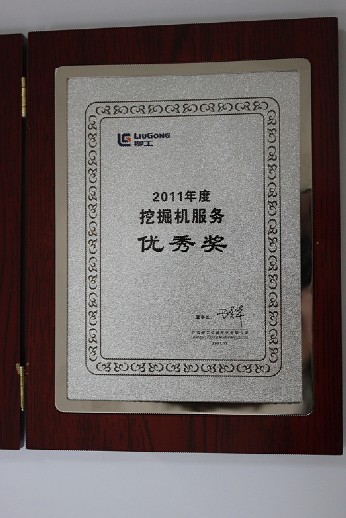 LIUGONG
柳工
2011年度
挖掘机服务
优秀奖
董事长